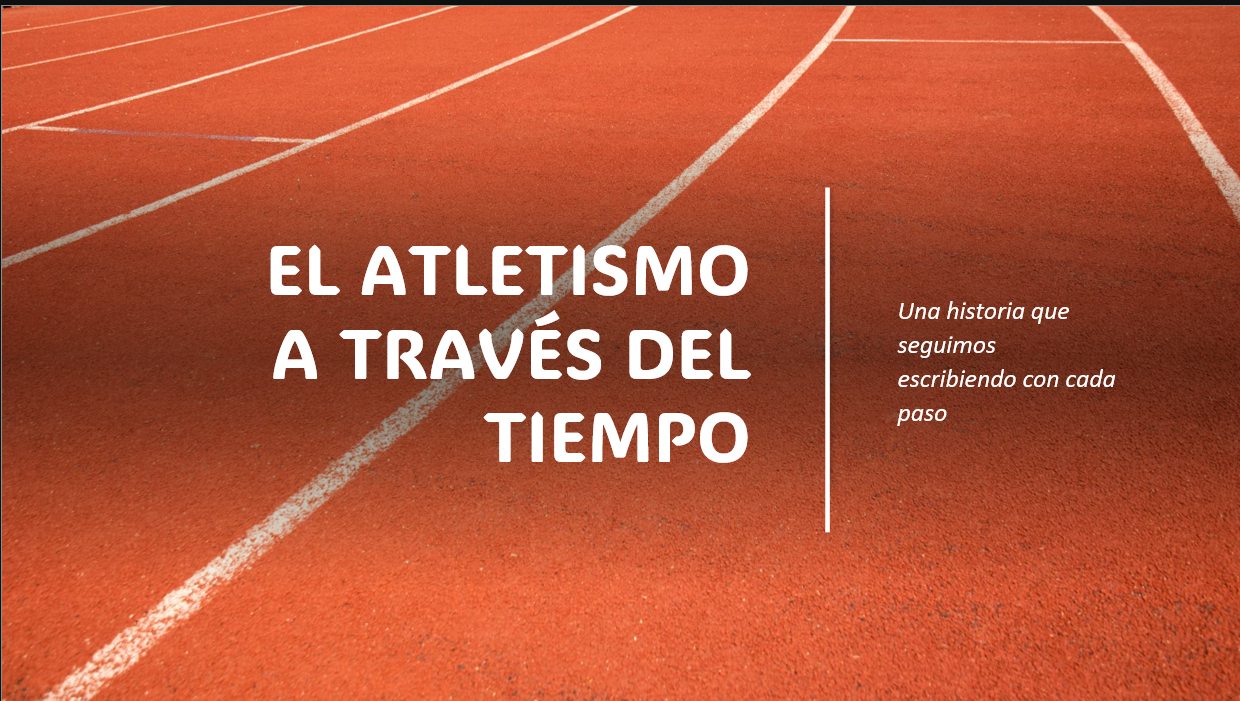 EL ATLETISMO
A TRAVÉS DEL
TIEMPO
Una historia que
seguimos
escribiendo con cada
paso